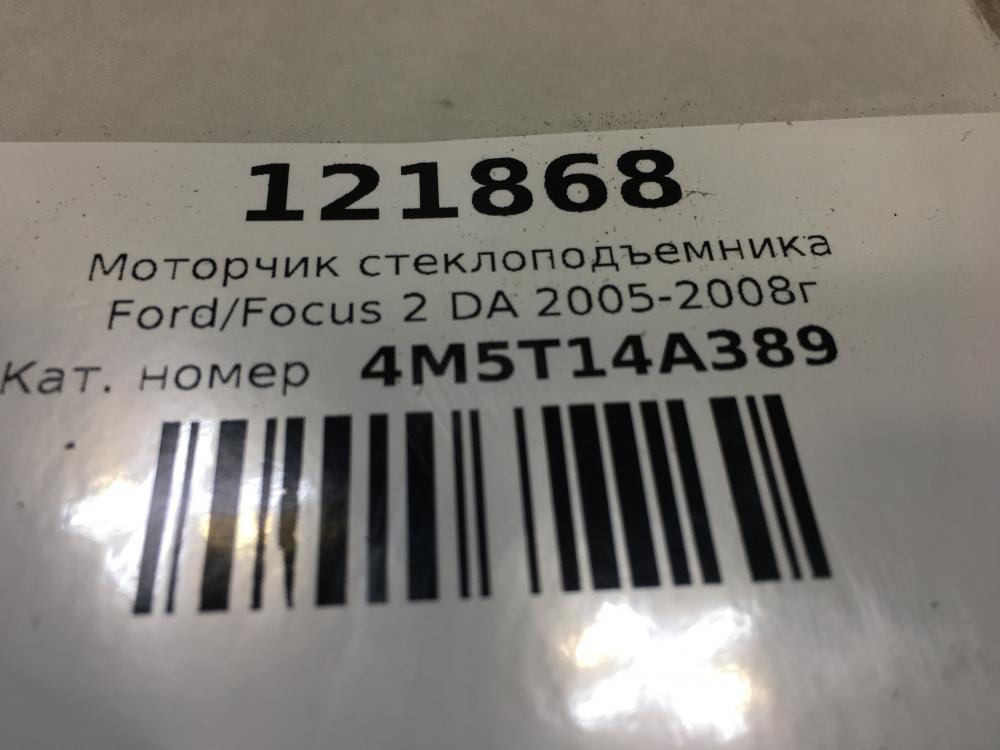 121868
Моторчик стеклоподъемника
Ford/Focus 2 DA 2005-2008г
Кат. номер 4M5T14A389